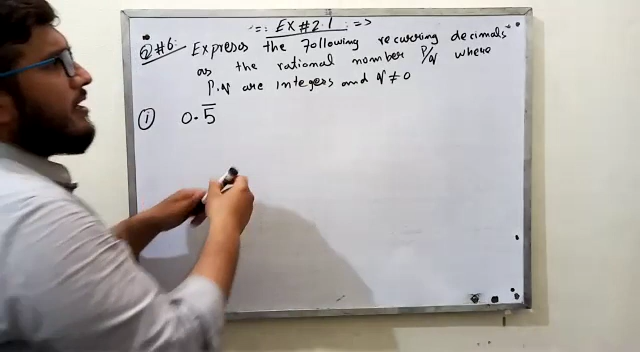 =: EX#2.1 :=>
Q#6: Express the following recurring decimals
as the rational number P/q where
P.q are integers and q ≠ 0
(i) 0.5̅